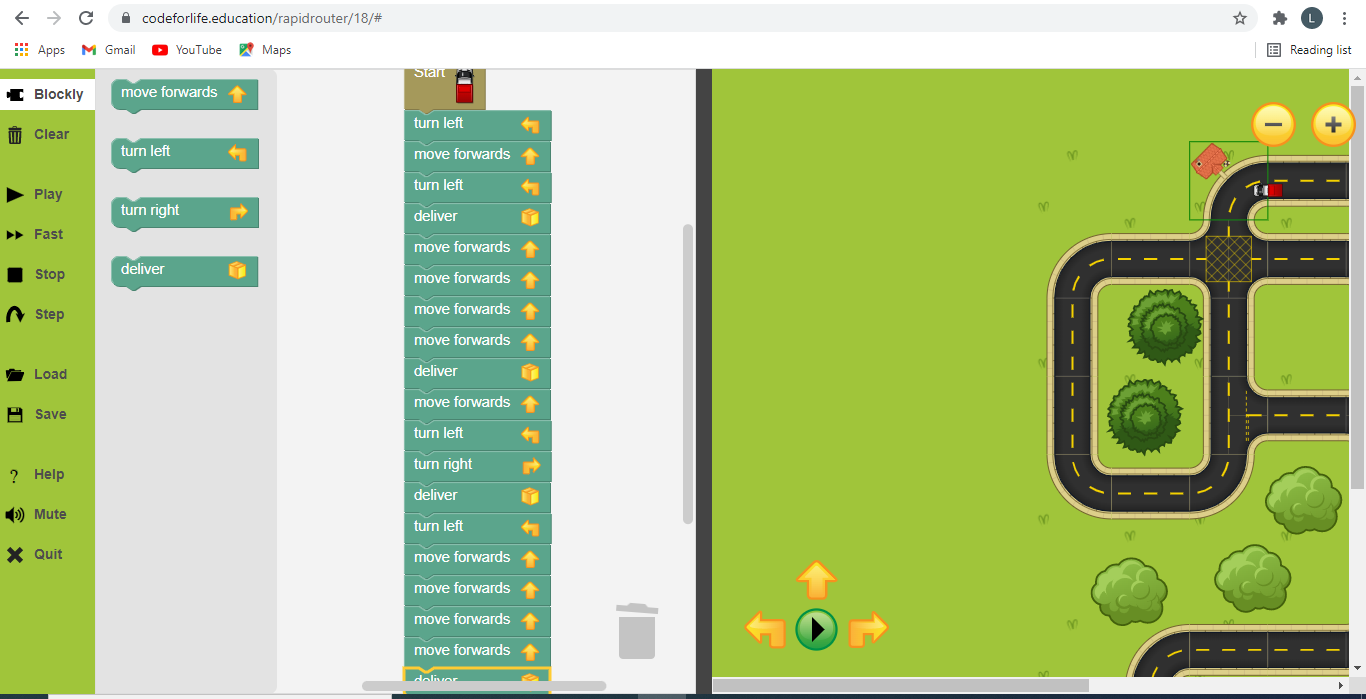 codeforlife.education/rapidrouter/18/#
L
Apps Gmail YouTube Maps Reading list
Blockly
Clear
Play
Fast
Stop
Step
Load
Save
? Help
Mute
Quit
move forwards
turn left
turn right
deliver
Start
turn left
move forwards
turn left
deliver
move forwards
move forwards
move forwards
move forwards
deliver
move forwards
turn left
turn right
deliver
turn left
move forwards
move forwards
move forwards
move forwards
deliver